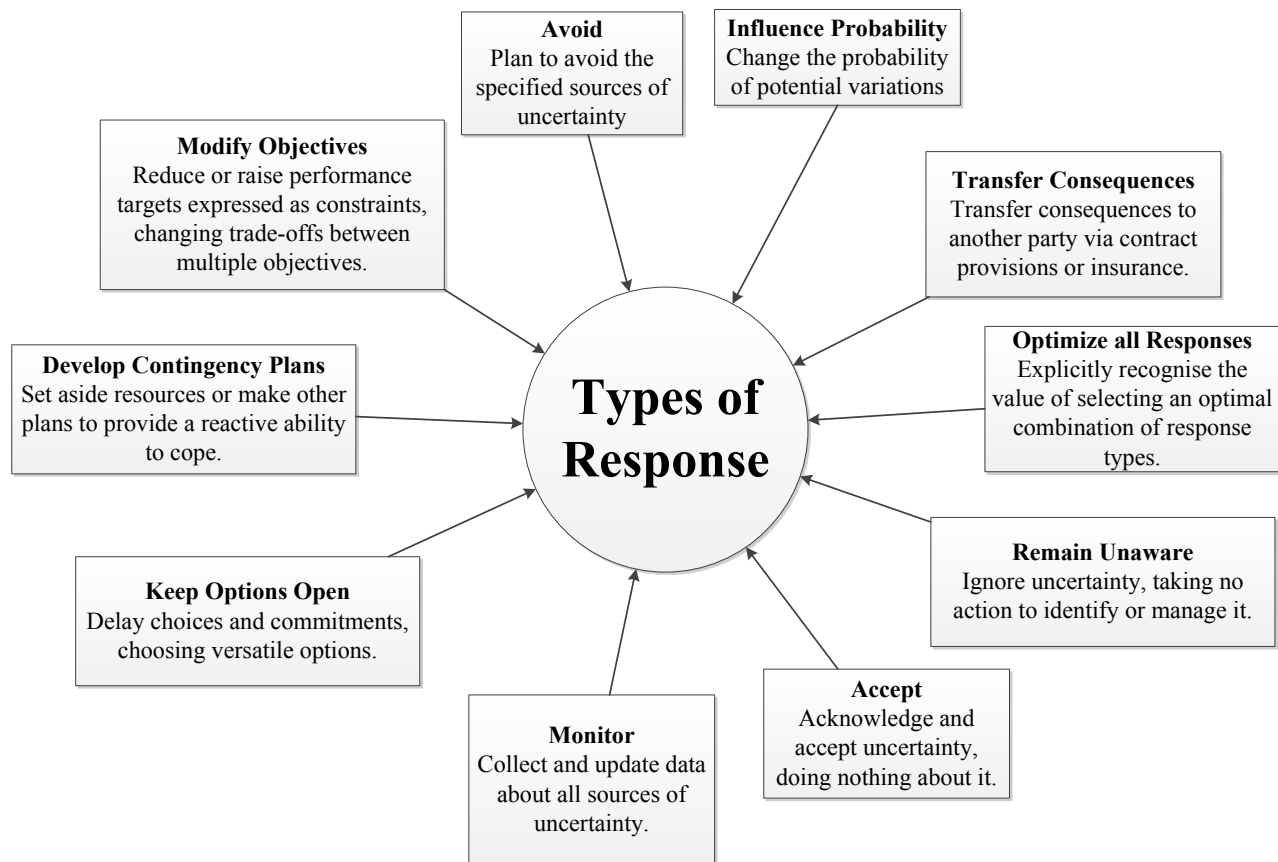 Avoid
Plan to avoid the
specified sources of
uncertainty
Influence Probability
Change the probability
of potential variations
Modify Objectives
Reduce or raise performance
targets expressed as constraints,
changing trade-offs between
multiple objectives.
Transfer Consequences
Transfer consequences to
another party via contract
provisions or insurance.
Develop Contingency Plans
Set aside resources or make other
plans to provide a reactive ability
to cope.
Types of
Response
Optimize all Responses
Explicitly recognise the
value of selecting an optimal
combination of response
types.
Keep Options Open
Delay choices and commitments,
choosing versatile options.
Remain Unaware
Ignore uncertainty, taking no
action to identify or manage it.
Monitor
Collect and update data
about all sources of
uncertainty.
Accept
Acknowledge and
accept uncertainty,
doing nothing about it.